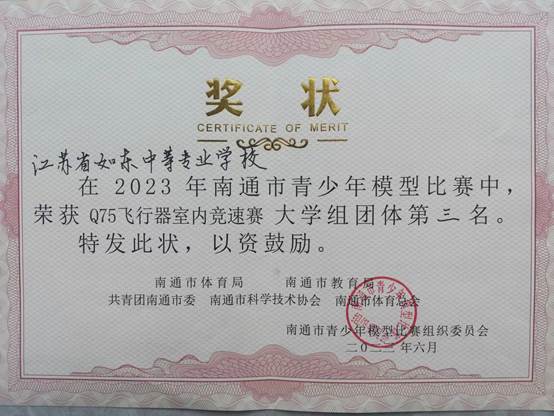 奖 状
CERTIFICATE OF MERIT
江苏省如东中等专业学校
在 2023 年南通市青少年模型比赛中，
荣获 Q75飞行器室内竞速赛 大学组团体第三名。
特发此状，以资鼓励。
南通市体育局 南通市教育局
共青团南通市委 南通市科学技术协会 南通市体育总会
南通市青少年模型比赛组织委员会
二〇二三年六月